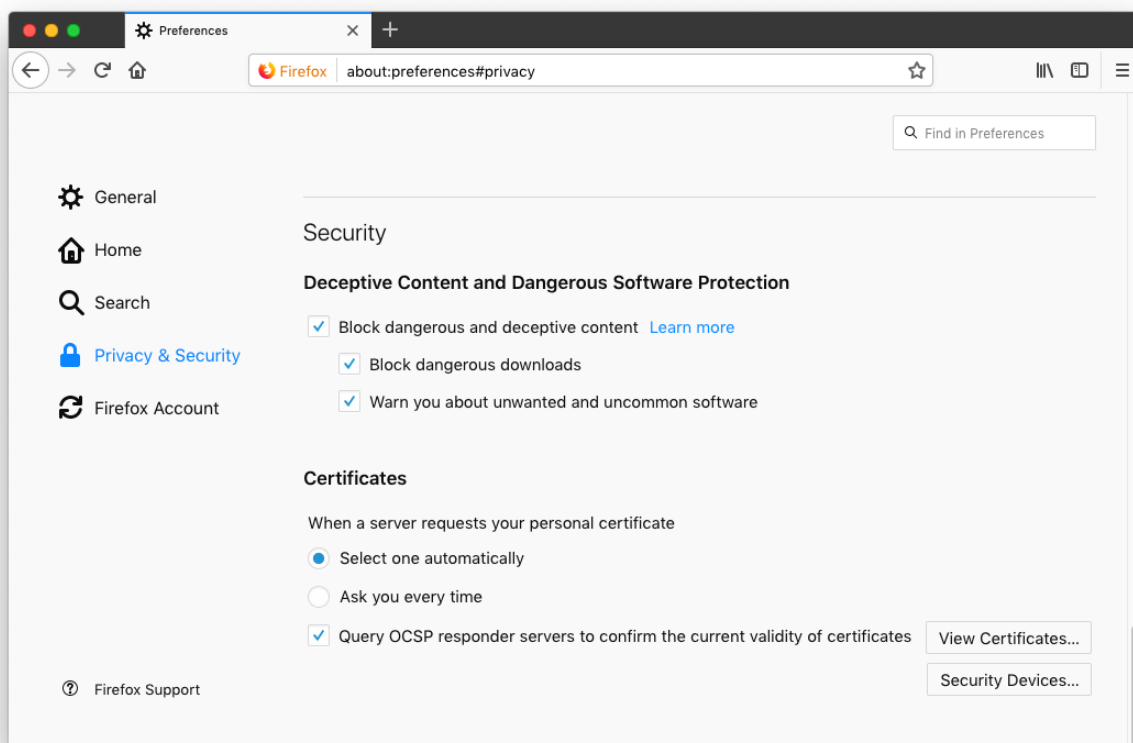 Preferences
Firefox about:preferences#privacy
Find in Preferences
General
Home
Search
Privacy & Security
Firefox Account
Firefox Support
Security
Deceptive Content and Dangerous Software Protection
Block dangerous and deceptive content Learn more
Block dangerous downloads
Warn you about unwanted and uncommon software
Certificates
When a server requests your personal certificate
Select one automatically
Ask you every time
Query OCSP responder servers to confirm the current validity of certificates
View Certificates...
Security Devices...